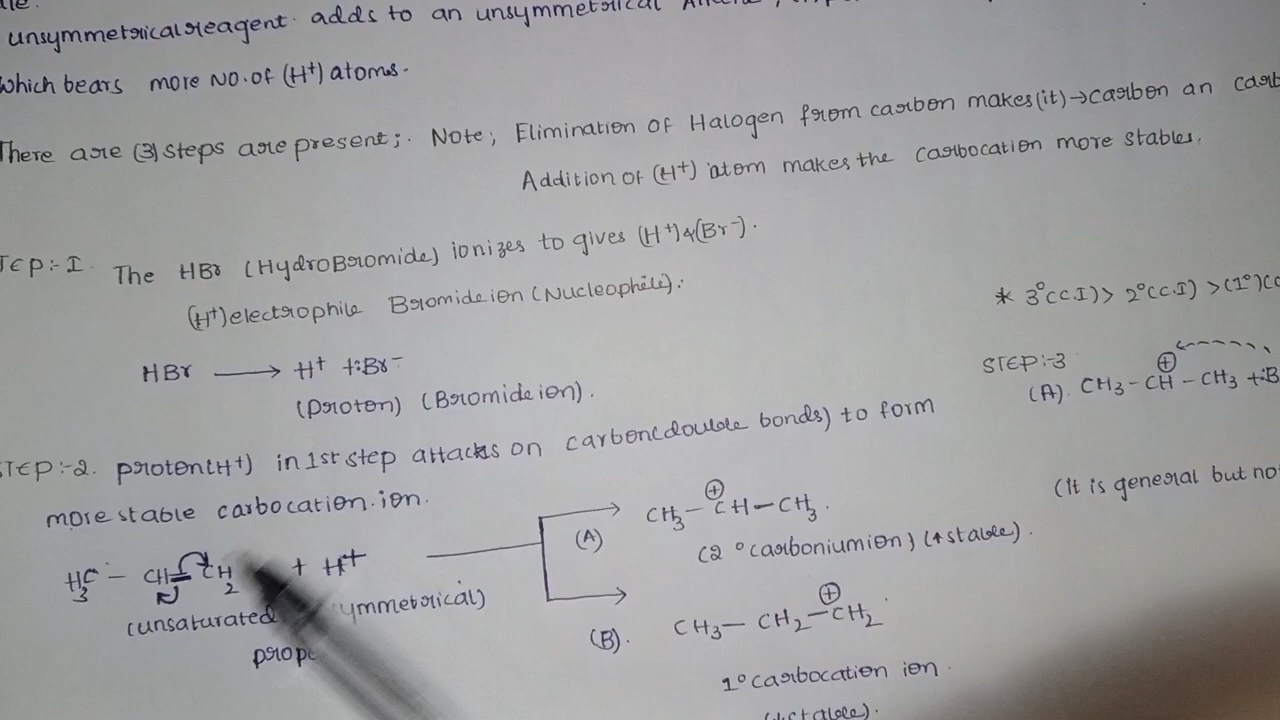 unsymmetrical reagent adds to an unsymmetrical
which bears more NO.of (H⁺) atoms.
There are (3) steps are present;. Note; Elimination of Halogen from carbon makes (it)→carbon an
Addition of (H⁺) atom makes the carbocation more stables.
STEP:-I. The HBr (HydroBromide) ionizes to gives (H⁺)&(Br⁻).
(H⁺)electrophile Bromide ion (Nucleophile).
* 3°(C.I)> 2°(C.I) >(1°)
HBr ⟶ H⁺ +:Br⁻
(proton) (Bromide ion).
STEP:-3
(A). CH₃-CH-CH₃ +:B
⊕
STEP:-2. proton(H⁺) in 1st step attacks on carbon(double bonds) to form
more stable carbocation.ion.
(It is general but
H₃C - CH=CH₂ + H⁺
(A) CH₃-CH-CH₃.
⊕
(2° carboniumion) (↑stable).
(unsaturated ymmetrical)
prope
(B). CH₃-CH₂-CH₂
⊕
1° carbocation ion.